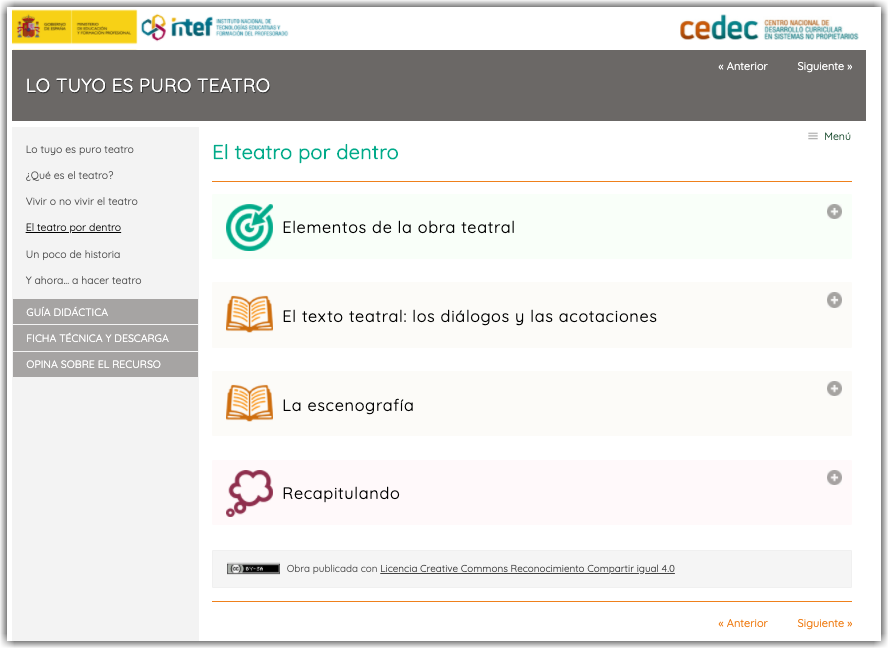 GOBIERNO
DE ESPAÑA
MINISTERIO
DE EDUCACIÓN
Y FORMACIÓN PROFESIONAL
intef
INSTITUTO NACIONAL DE
TECNOLOGÍAS EDUCATIVAS Y
FORMACIÓN DEL PROFESORADO
cedec
CENTRO NACIONAL DE
DESARROLLO CURRICULAR
EN SISTEMAS NO PROPIETARIOS
« Anterior Siguiente »
LO TUYO ES PURO TEATRO
Menú
Lo tuyo es puro teatro
¿Qué es el teatro?
Vivir o no vivir el teatro
El teatro por dentro
Un poco de historia
Y ahora... a hacer teatro
GUÍA DIDÁCTICA
FICHA TÉCNICA Y DESCARGA
OPINA SOBRE EL RECURSO
El teatro por dentro
Elementos de la obra teatral
El texto teatral: los diálogos y las acotaciones
La escenografía
Recapitulando
(cc) BY-SA Obra publicada con Licencia Creative Commons Reconocimiento Compartir igual 4.0
« Anterior Siguiente »